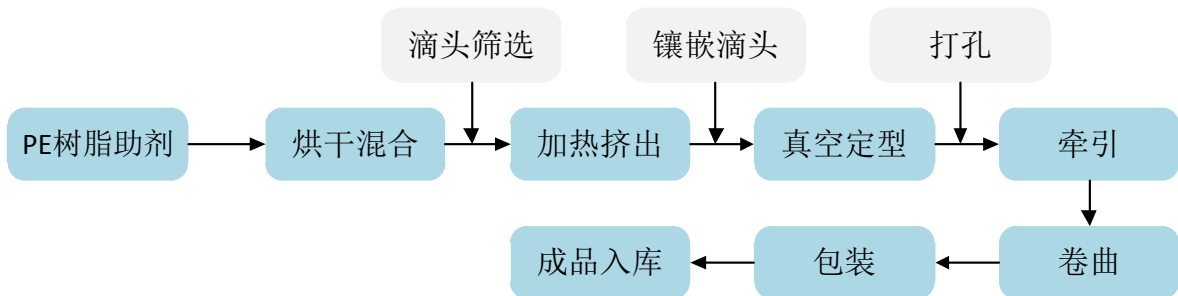 滴头筛选
镶嵌滴头
打孔
PE树脂助剂
烘干混合
加热挤出
真空定型
牵引
成品入库
包装
卷曲